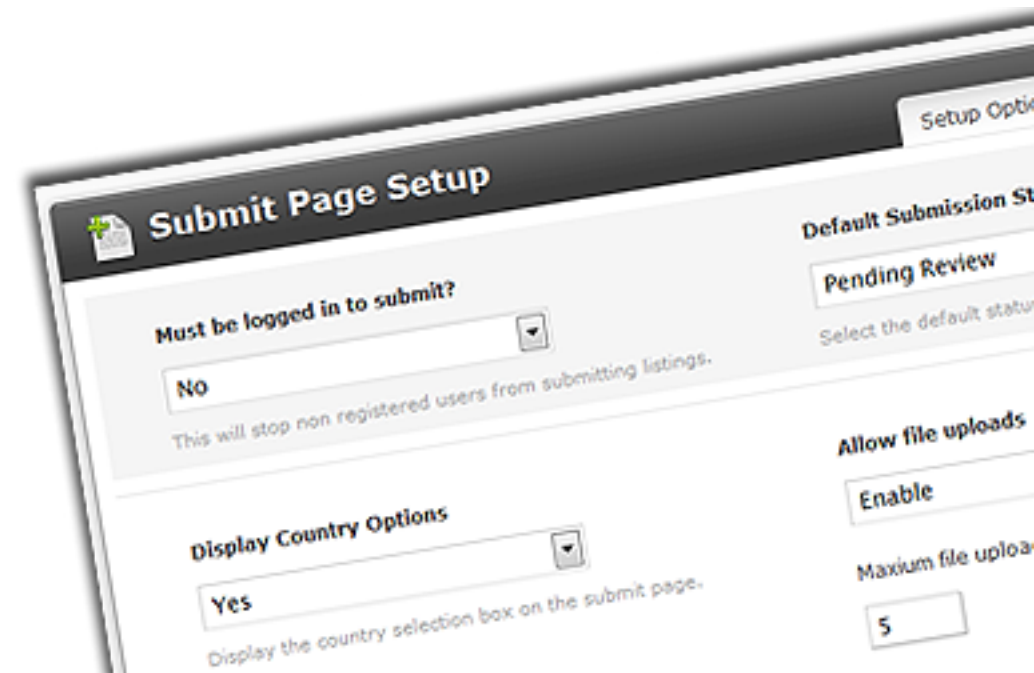 Setup Optio
Submit Page Setup
Must be logged in to submit?
No
This will stop non registered users from submitting listings.
Default Submission St
Pending Review
Select the default statu
Display Country Options
Yes
Display the country selection box on the submit page.
Allow file uploads
Enable
Maxium file uploa
5